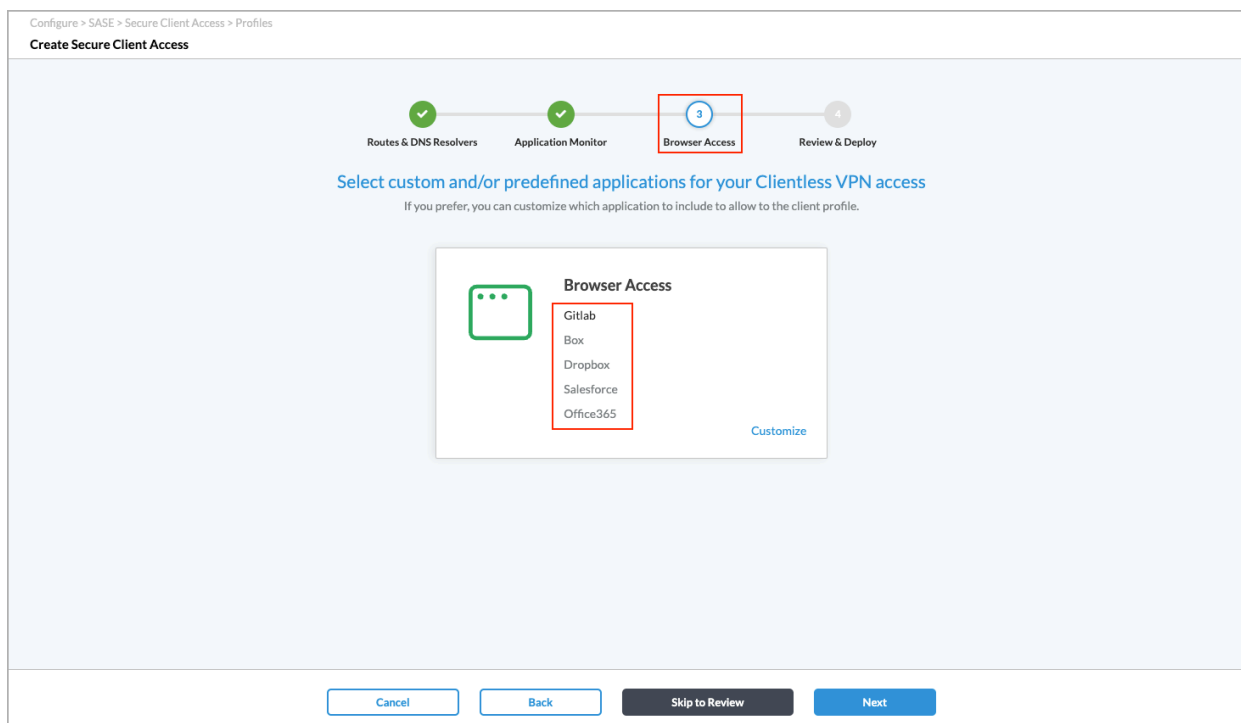 Configure > SASE > Secure Client Access > Profiles
Create Secure Client Access
3
4
Routes & DNS Resolvers
Application Monitor
Browser Access
Review & Deploy
Select custom and/or predefined applications for your Clientless VPN access
If you prefer, you can customize which application to include to allow to the client profile.
Browser Access
Gitlab
Box
Dropbox
Salesforce
Office365
Customize
Cancel
Back
Skip to Review
Next